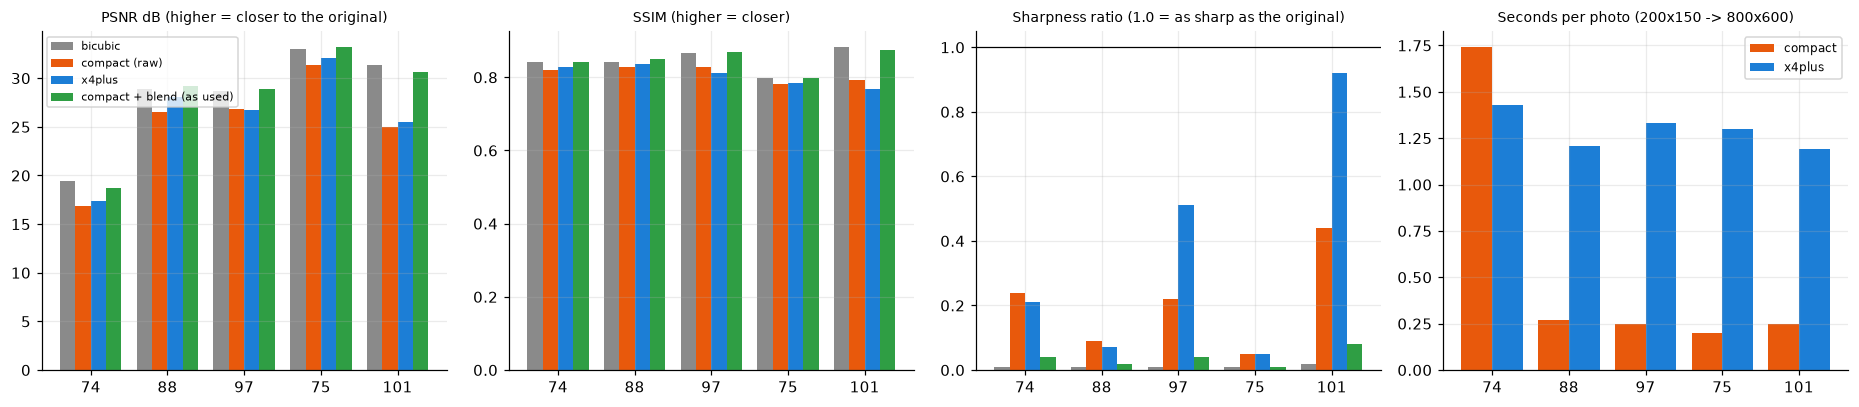 PSNR dB (higher = closer to the original)
bicubic
compact (raw)
x4plus
compact + blend (as used)
30
25
20
15
10
5
0
74 88 97 75 101
SSIM (higher = closer)
0.8
0.6
0.4
0.2
0.0
74 88 97 75 101
Sharpness ratio (1.0 = as sharp as the original)
1.0
0.8
0.6
0.4
0.2
0.0
74 88 97 75 101
Seconds per photo (200x150 -> 800x600)
compact
x4plus
1.75
1.50
1.25
1.00
0.75
0.50
0.25
0.00
74 88 97 75 101